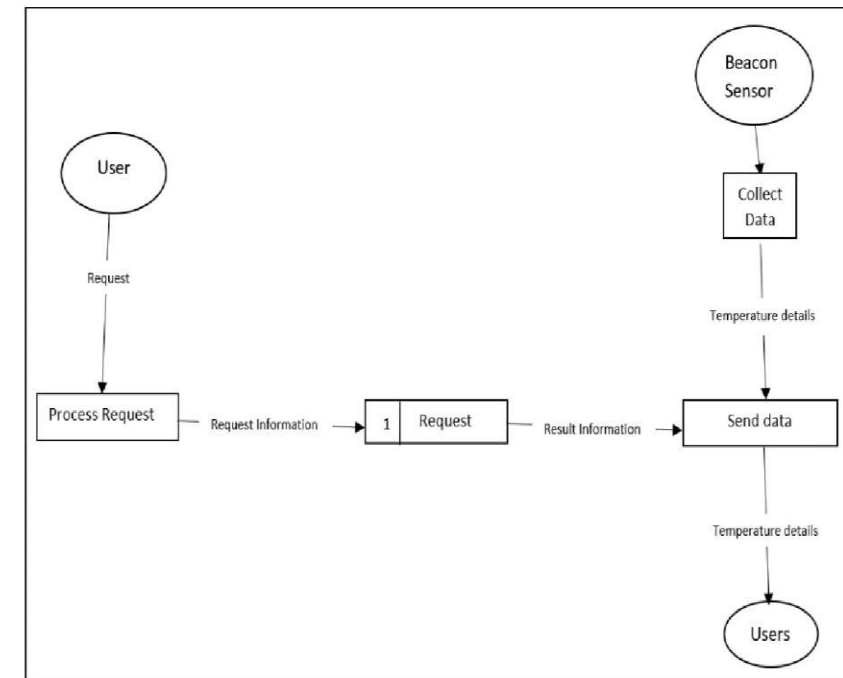 Beacon
Sensor
User
Collect
Data
Request
Temperature details
Process Request
Request Information
1 Request
Result Information
Send data
Temperature details
Users